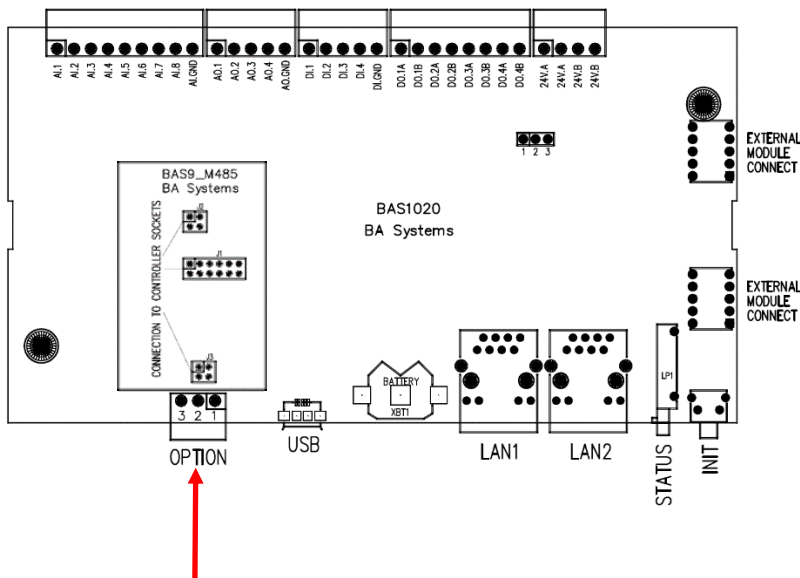 AI.1 AI.2 AI.3 AI.4 AI.5 AI.6 AI.7 AI.8 AI.GND AO.1 AO.2 AO.3 AO.4 AO.GND DI.1 DI.2 DI.3 DI.4 DI.GND DO.1A DO.1B DO.2A DO.2B DO.3A DO.3B DO.4A DO.4B 24V.A 24V.A 24V.B 24V.B
1 2 3
EXTERNAL
MODULE
CONNECT
BAS9_M485
BA Systems
J2
J1
J3
CONNECTION TO CONTROLLER SOCKETS
BAS1020
BA Systems
EXTERNAL
MODULE
CONNECT
LP1
BATTERY
XBT1
3 2 1
OPTION
USB
LAN1
LAN2
STATUS
INIT